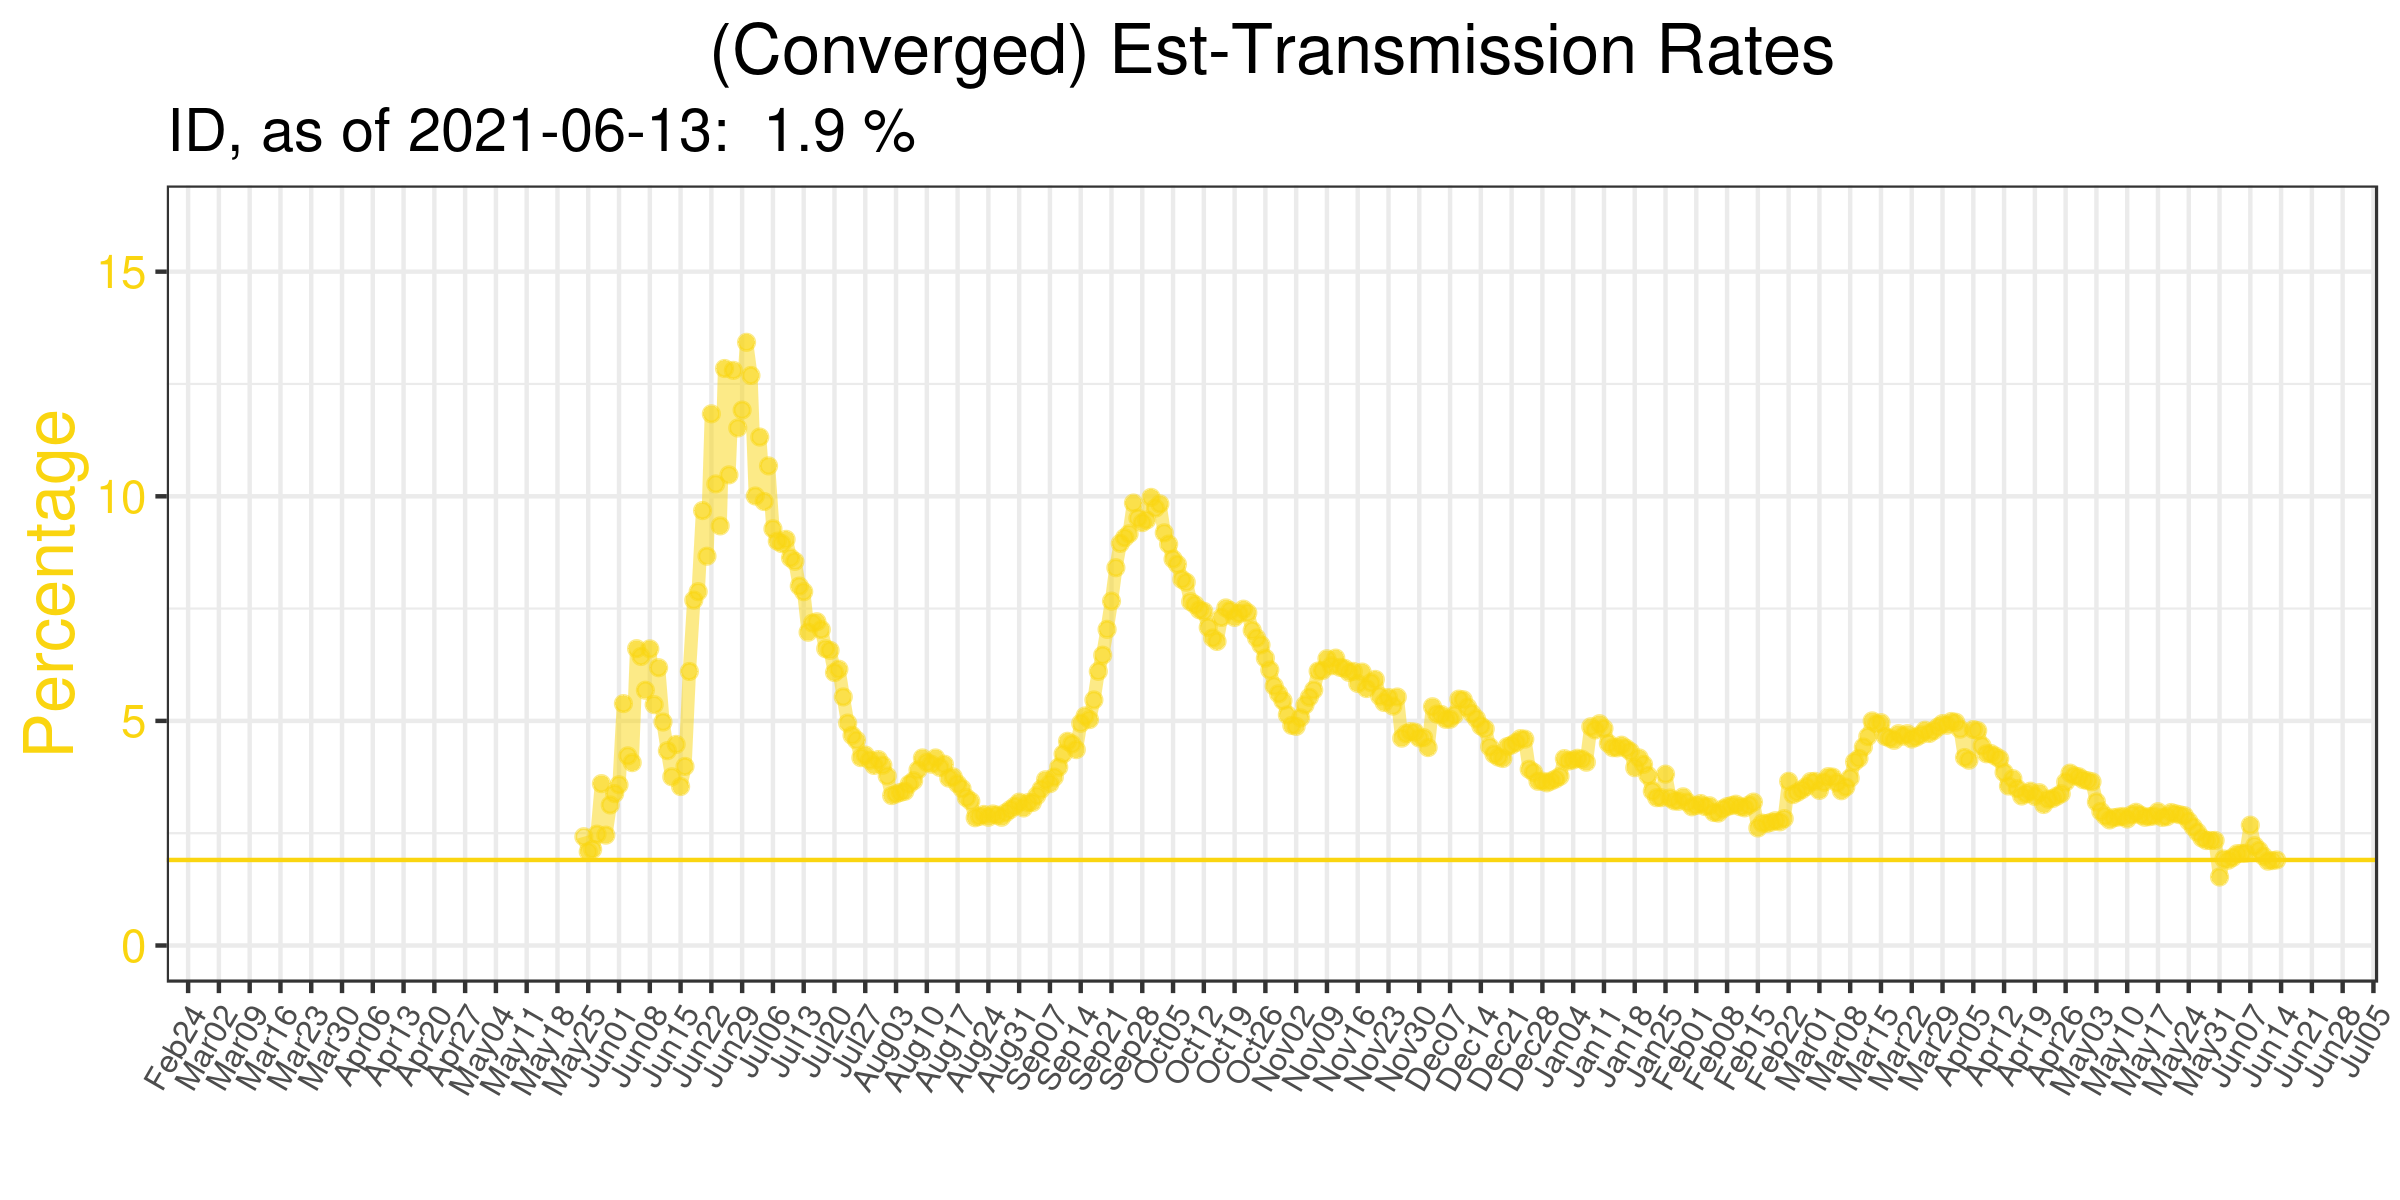 (Converged) Est-Transmission Rates
ID, as of 2021-06-13:  1.9 %
Percentage
15
10
5
0
Feb24
Mar02
Mar09
Mar16
Mar23
Mar30
Apr06
Apr13
Apr20
Apr27
May04
May11
May18
May25
Jun01
Jun08
Jun15
Jun22
Jun29
Jul06
Jul13
Jul20
Jul27
Aug03
Aug10
Aug17
Aug24
Aug31
Sep07
Sep14
Sep21
Sep28
Oct05
Oct12
Oct19
Oct26
Nov02
Nov09
Nov16
Nov23
Nov30
Dec07
Dec14
Dec21
Dec28
Jan04
Jan11
Jan18
Jan25
Feb01
Feb08
Feb15
Feb22
Mar01
Mar08
Mar15
Mar22
Mar29
Apr05
Apr12
Apr19
Apr26
May03
May10
May17
May24
May31
Jun07
Jun14
Jun21
Jun28
Jul05